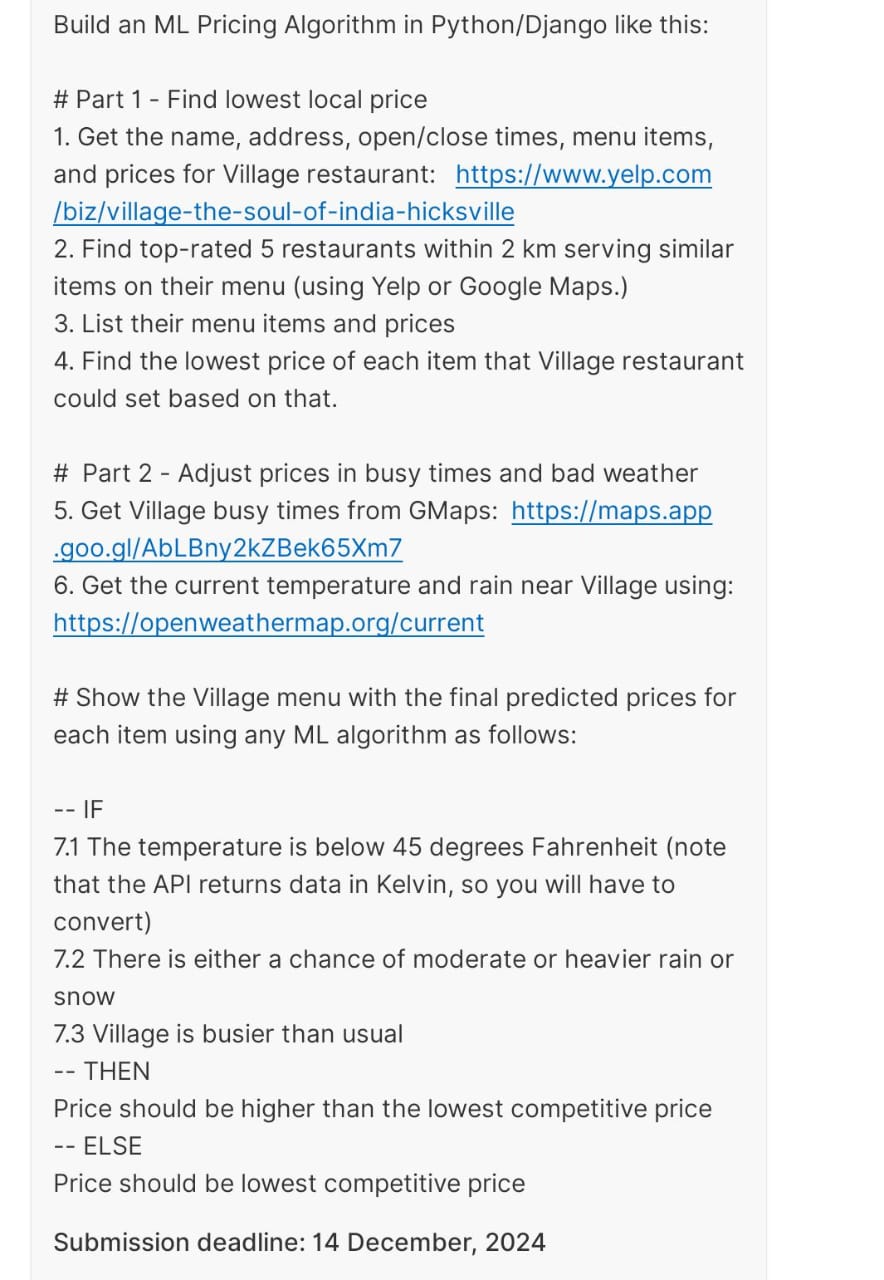 Build an ML Pricing Algorithm in Python/Django like this:
# Part 1 - Find lowest local price
1. Get the name, address, open/close times, menu items,
and prices for Village restaurant: https://www.yelp.com
/biz/village-the-soul-of-india-hicksville
2. Find top-rated 5 restaurants within 2 km serving similar
items on their menu (using Yelp or Google Maps.)
3. List their menu items and prices
4. Find the lowest price of each item that Village restaurant
could set based on that.
# Part 2 - Adjust prices in busy times and bad weather
5. Get Village busy times from GMaps: https://maps.app
.goo.gl/AbLBny2kZBek65Xm7
6. Get the current temperature and rain near Village using:
https://openweathermap.org/current
# Show the Village menu with the final predicted prices for
each item using any ML algorithm as follows:
-- IF
7.1 The temperature is below 45 degrees Fahrenheit (note
that the API returns data in Kelvin, so you will have to
convert)
7.2 There is either a chance of moderate or heavier rain or
snow
7.3 Village is busier than usual
-- THEN
Price should be higher than the lowest competitive price
-- ELSE
Price should be lowest competitive price
Submission deadline: 14 December, 2024